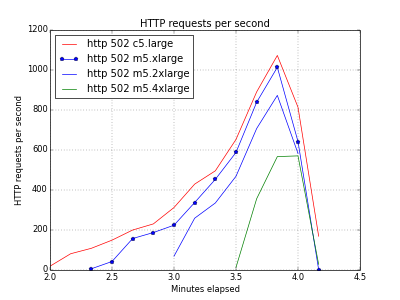 HTTP requests per second
1200
1000
800
600
400
200
0
HTTP requests per second
http 502 c5.large
http 502 m5.xlarge
http 502 m5.2xlarge
http 502 m5.4xlarge
2.0 2.5 3.0 3.5 4.0 4.5
Minutes elapsed